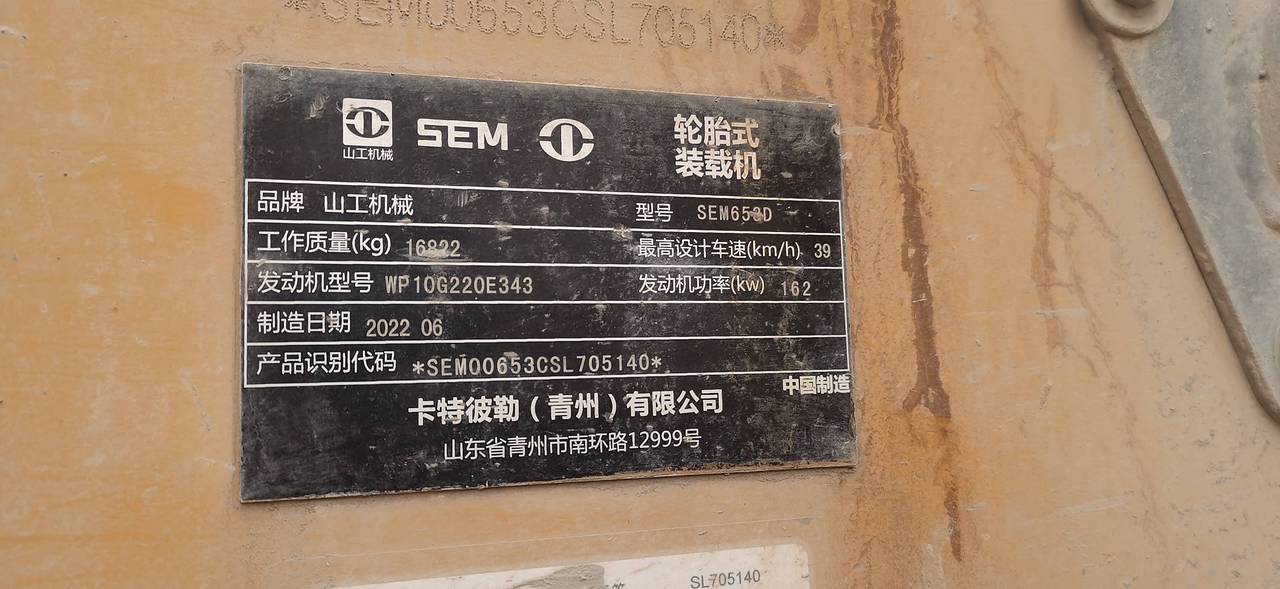 *SEM00653CSL705140*
山工机械 SEM 轮胎式
装载机
品牌 山工机械 型号 SEM653D
工作质量(kg) 16822 最高设计车速(km/h) 39
发动机型号 WP10G220E343 发动机功率(kw) 162
制造日期 2022 06
产品识别代码 *SEM00653CSL705140*
中国制造
卡特彼勒（青州）有限公司
山东省青州市南环路12999号
SL705140